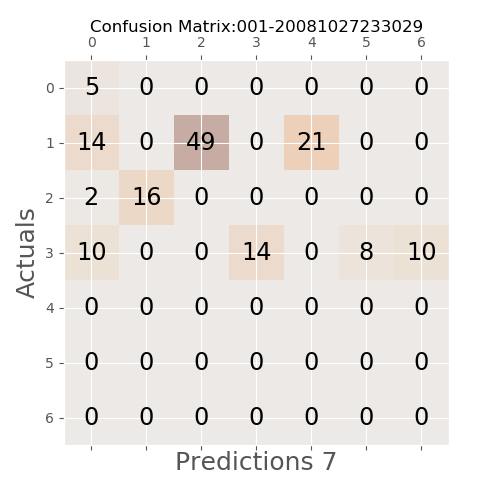 Confusion Matrix:001-20081027233029
0 1 2 3 4 5 6
0 5 0 0 0 0 0 0
1 14 0 49 0 21 0 0
2 2 16 0 0 0 0 0
3 10 0 0 14 0 8 10
4 0 0 0 0 0 0 0
5 0 0 0 0 0 0 0
6 0 0 0 0 0 0 0
Actuals
Predictions 7